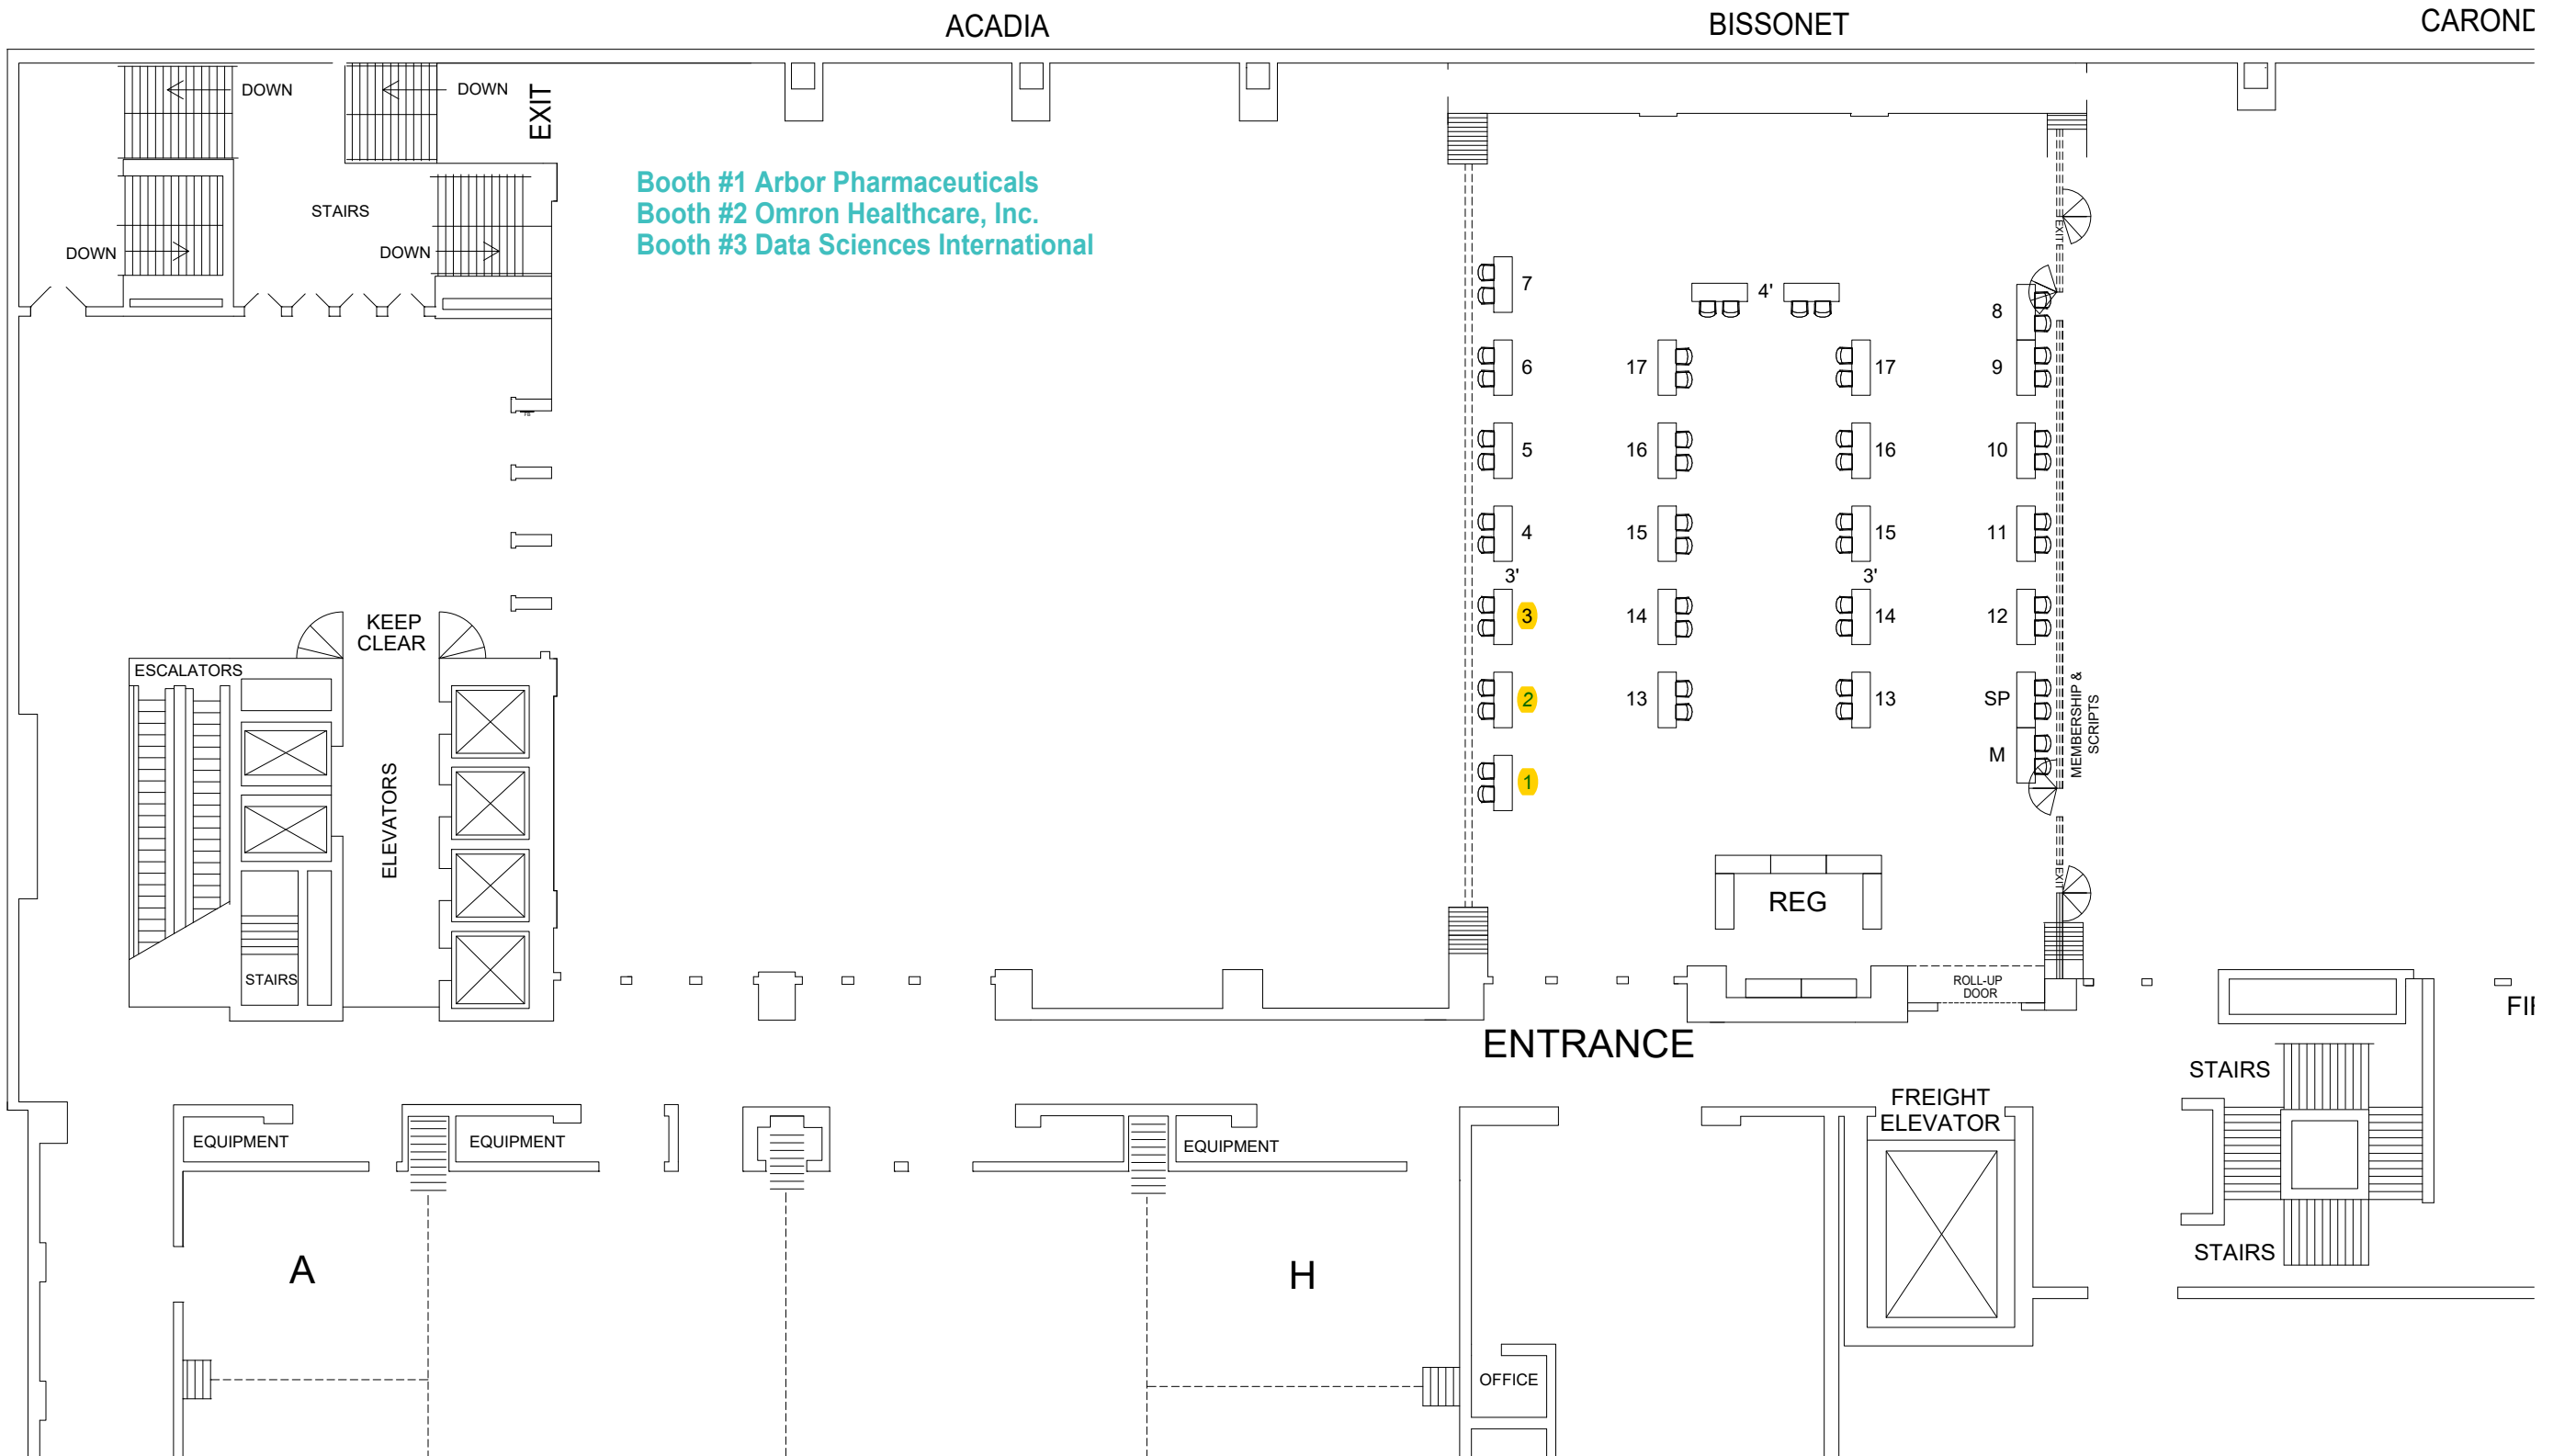 ACADIA
BISSONET
CAROND
DOWN
DOWN
EXIT
STAIRS
DOWN
DOWN
Booth #1 Arbor Pharmaceuticals
Booth #2 Omron Healthcare, Inc.
Booth #3 Data Sciences International
EXIT
7
4'
8
6
17
17
9
5
16
16
10
4
15
15
11
3'
3'
3
14
14
12
2
13
13
SP
1
M
MEMBERSHIP &
SCRIPTS
KEEP
CLEAR
ESCALATORS
ELEVATORS
STAIRS
REG
EXIT
ROLL-UP
DOOR
ENTRANCE
FIR
STAIRS
FREIGHT
ELEVATOR
EQUIPMENT
EQUIPMENT
EQUIPMENT
STAIRS
A
H
OFFICE